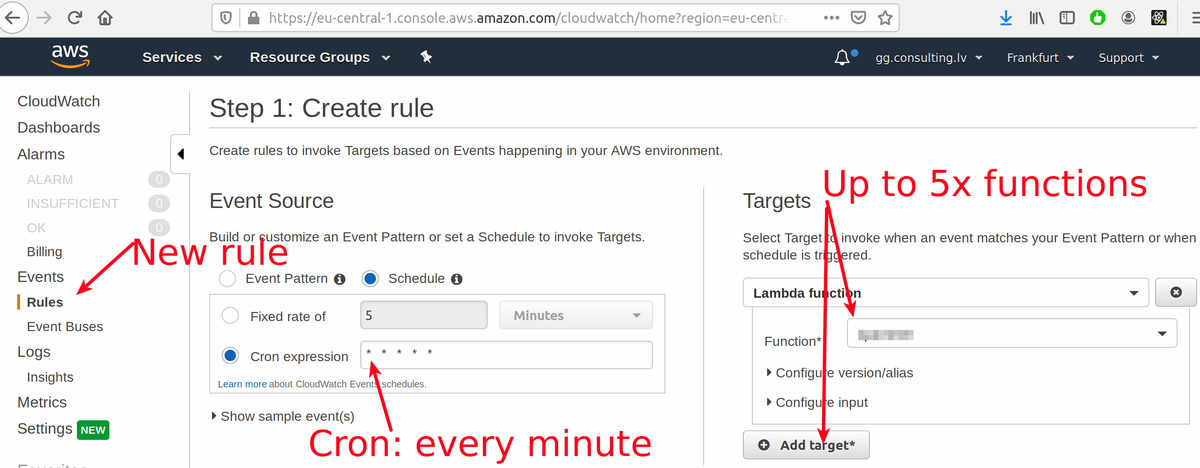 https://eu-central-1.console.aws.amazon.com/cloudwatch/home?region=eu-centra
aws
Services
Resource Groups
gg.consulting.lv
Frankfurt
Support
CloudWatch
Dashboards
Alarms
ALARM 0
INSUFFICIENT 0
OK 0
Billing
Events
Rules
Event Buses
Logs
Insights
Metrics
Settings NEW
New rule
Step 1: Create rule
Create rules to invoke Targets based on Events happening in your AWS environment.
Event Source
Build or customize an Event Pattern or set a Schedule to invoke Targets.
Event Pattern
Schedule
Fixed rate of 5 Minutes
Cron expression * * * * *
Learn more about CloudWatch Events schedules.
Show sample event(s)
Cron: every minute
Up to 5x functions
Targets
Select Target to invoke when an event matches your Event Pattern or when
schedule is triggered.
Lambda function
Function*
Configure version/alias
Configure input
Add target*